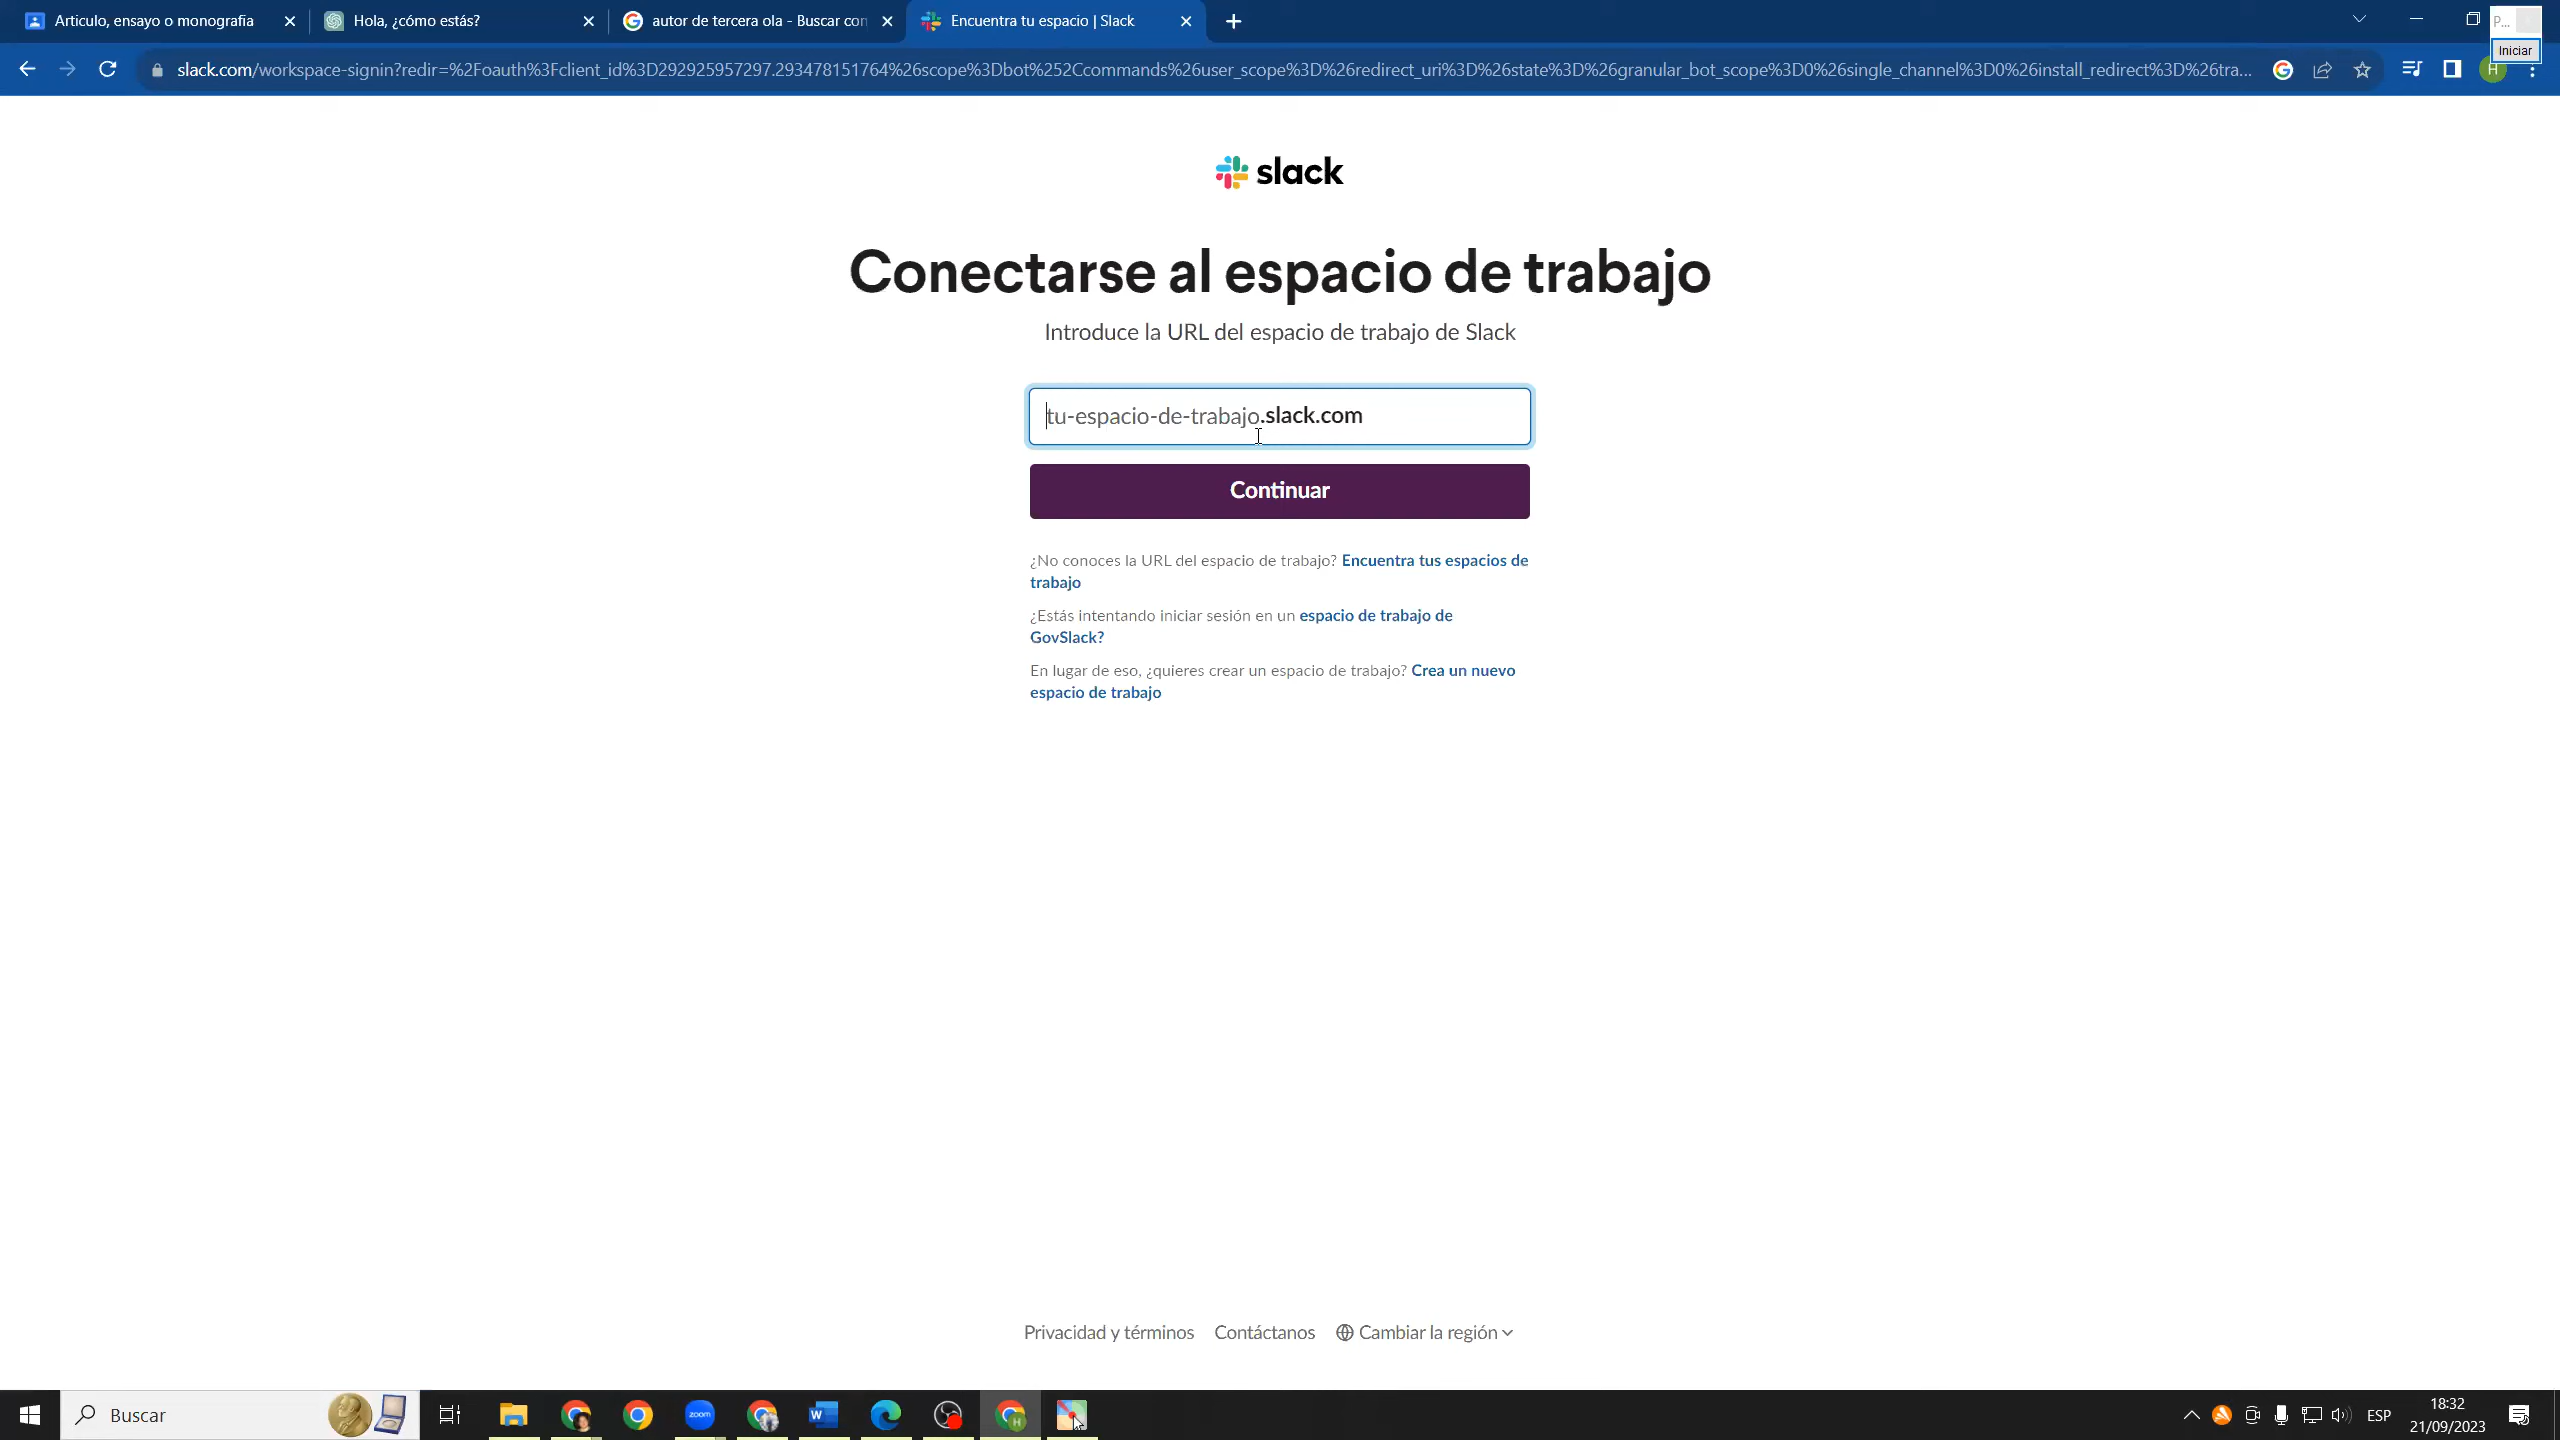 Articulo, ensayo o monografia
Hola, ¿cómo estás?
autor de tercera ola - Buscar con
Encuentra tu espacio | Slack
P...
Iniciar
slack.com/workspace-signin?redir=%2Foauth%3Fclient_id%3D292925957297.293478151764%26scope%3Dbot%252Ccommands%26user_scope%3D%26redirect_uri%3D%26state%3D%26granular_bot_scope%3D0%26single_channel%3D0%26install_redirect%3D%26tra...
H
slack
Conectarse al espacio de trabajo
Introduce la URL del espacio de trabajo de Slack
tu-espacio-de-trabajo.slack.com
Continuar
¿No conoces la URL del espacio de trabajo? Encuentra tus espacios de
trabajo
¿Estás intentando iniciar sesión en un espacio de trabajo de
GovSlack?
En lugar de eso, ¿quieres crear un espacio de trabajo? Crea un nuevo
espacio de trabajo
Privacidad y términos Contáctanos Cambiar la región
Buscar
zoom
W
H
ESP
18:32
21/09/2023